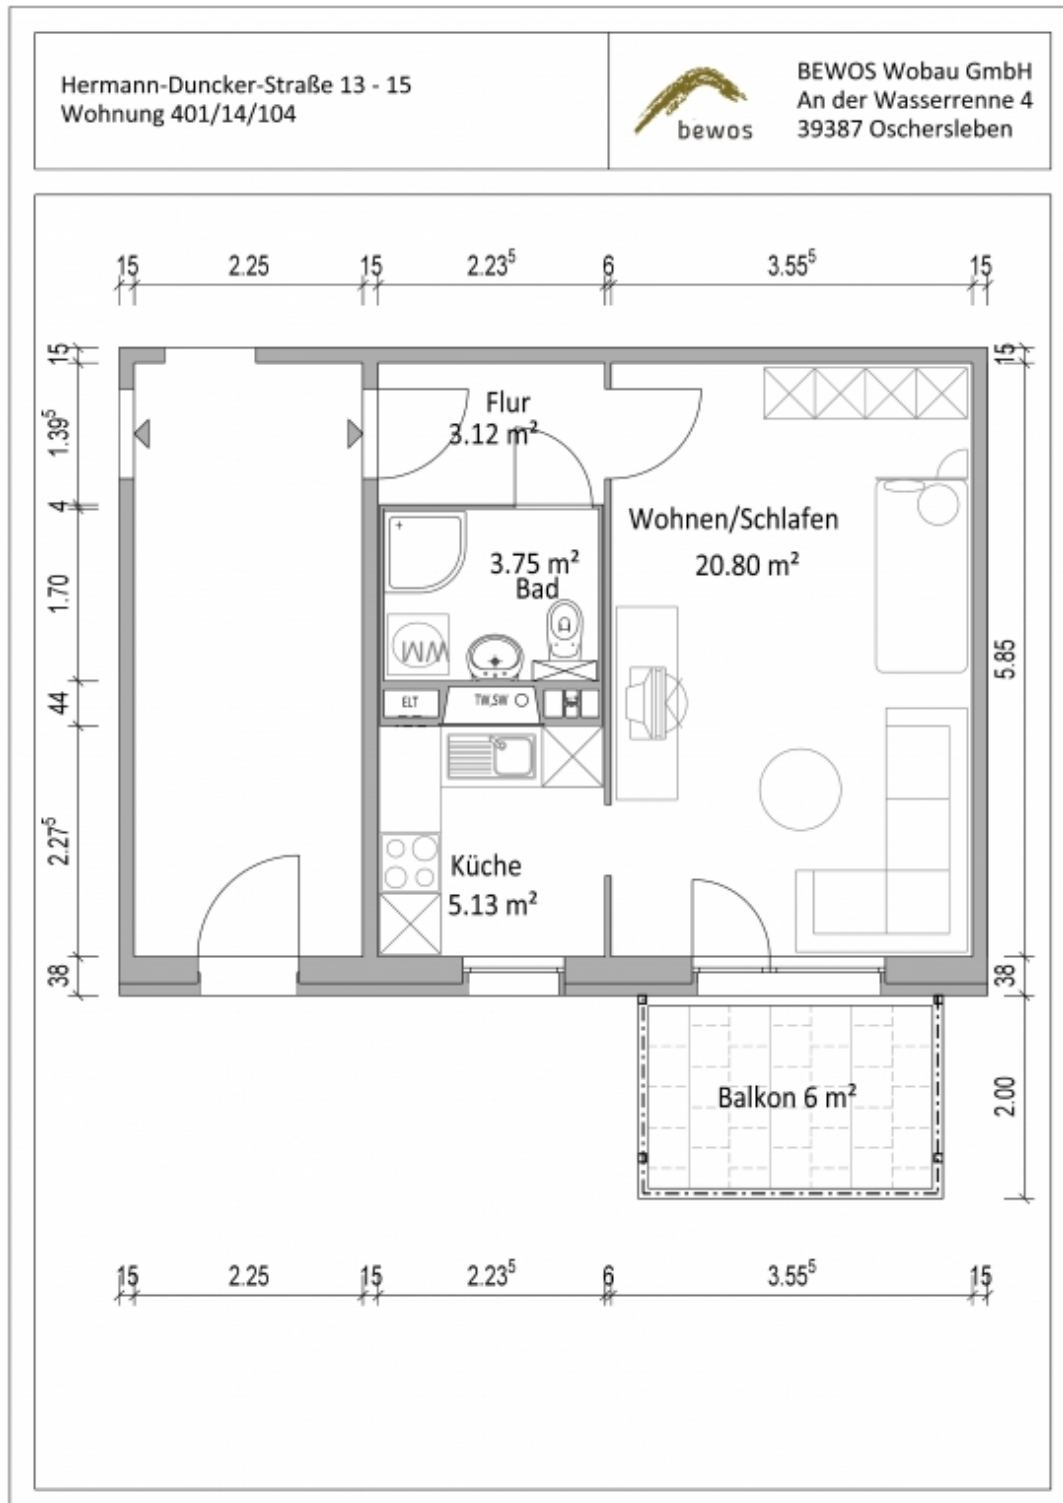 Hermann-Duncker-Straße 13 - 15
Wohnung 401/14/104
bewos
BEWOS Wobau GmbH
An der Wasserrenne 4
39387 Oschersleben
15 2.25 15 2.23⁵ 6 3.55⁵ 15
15
1.39⁵
4
1.70
44
2.27⁵
38
Flur
3.12 m²
Wohnen/Schlafen
20.80 m²
3.75 m²
Bad
WM
ELT
TW,SW
Küche
5.13 m²
15
5.85
38
2.00
Balkon 6 m²
15 2.25 15 2.23⁵ 6 3.55⁵ 15